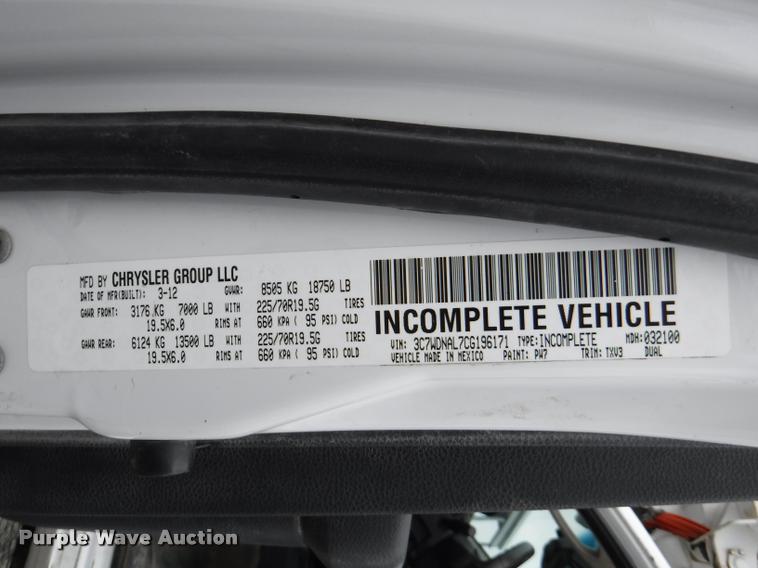 MFD BY CHRYSLER GROUP LLC
DATE OF MFR(BUILT): 3-12 GVWR: 8505 KG 18750 LB
GAWR FRONT: 3176 KG 7000 LB WITH 225/70R19.5G TIRES
19.5X6.0 RIMS AT 660 KPA ( 95 PSI) COLD
GAWR REAR: 6124 KG 13500 LB WITH 225/70R19.5G TIRES
19.5X6.0 RIMS AT 660 KPA ( 95 PSI) COLD
INCOMPLETE VEHICLE
VIN: 3C7WDNAL7CG196171 TYPE:INCOMPLETE MDH:032100
VEHICLE MADE IN MEXICO PAINT: PW7 TRIM: TXV3 DUAL
Purple Wave Auction
Purple Wave Auction